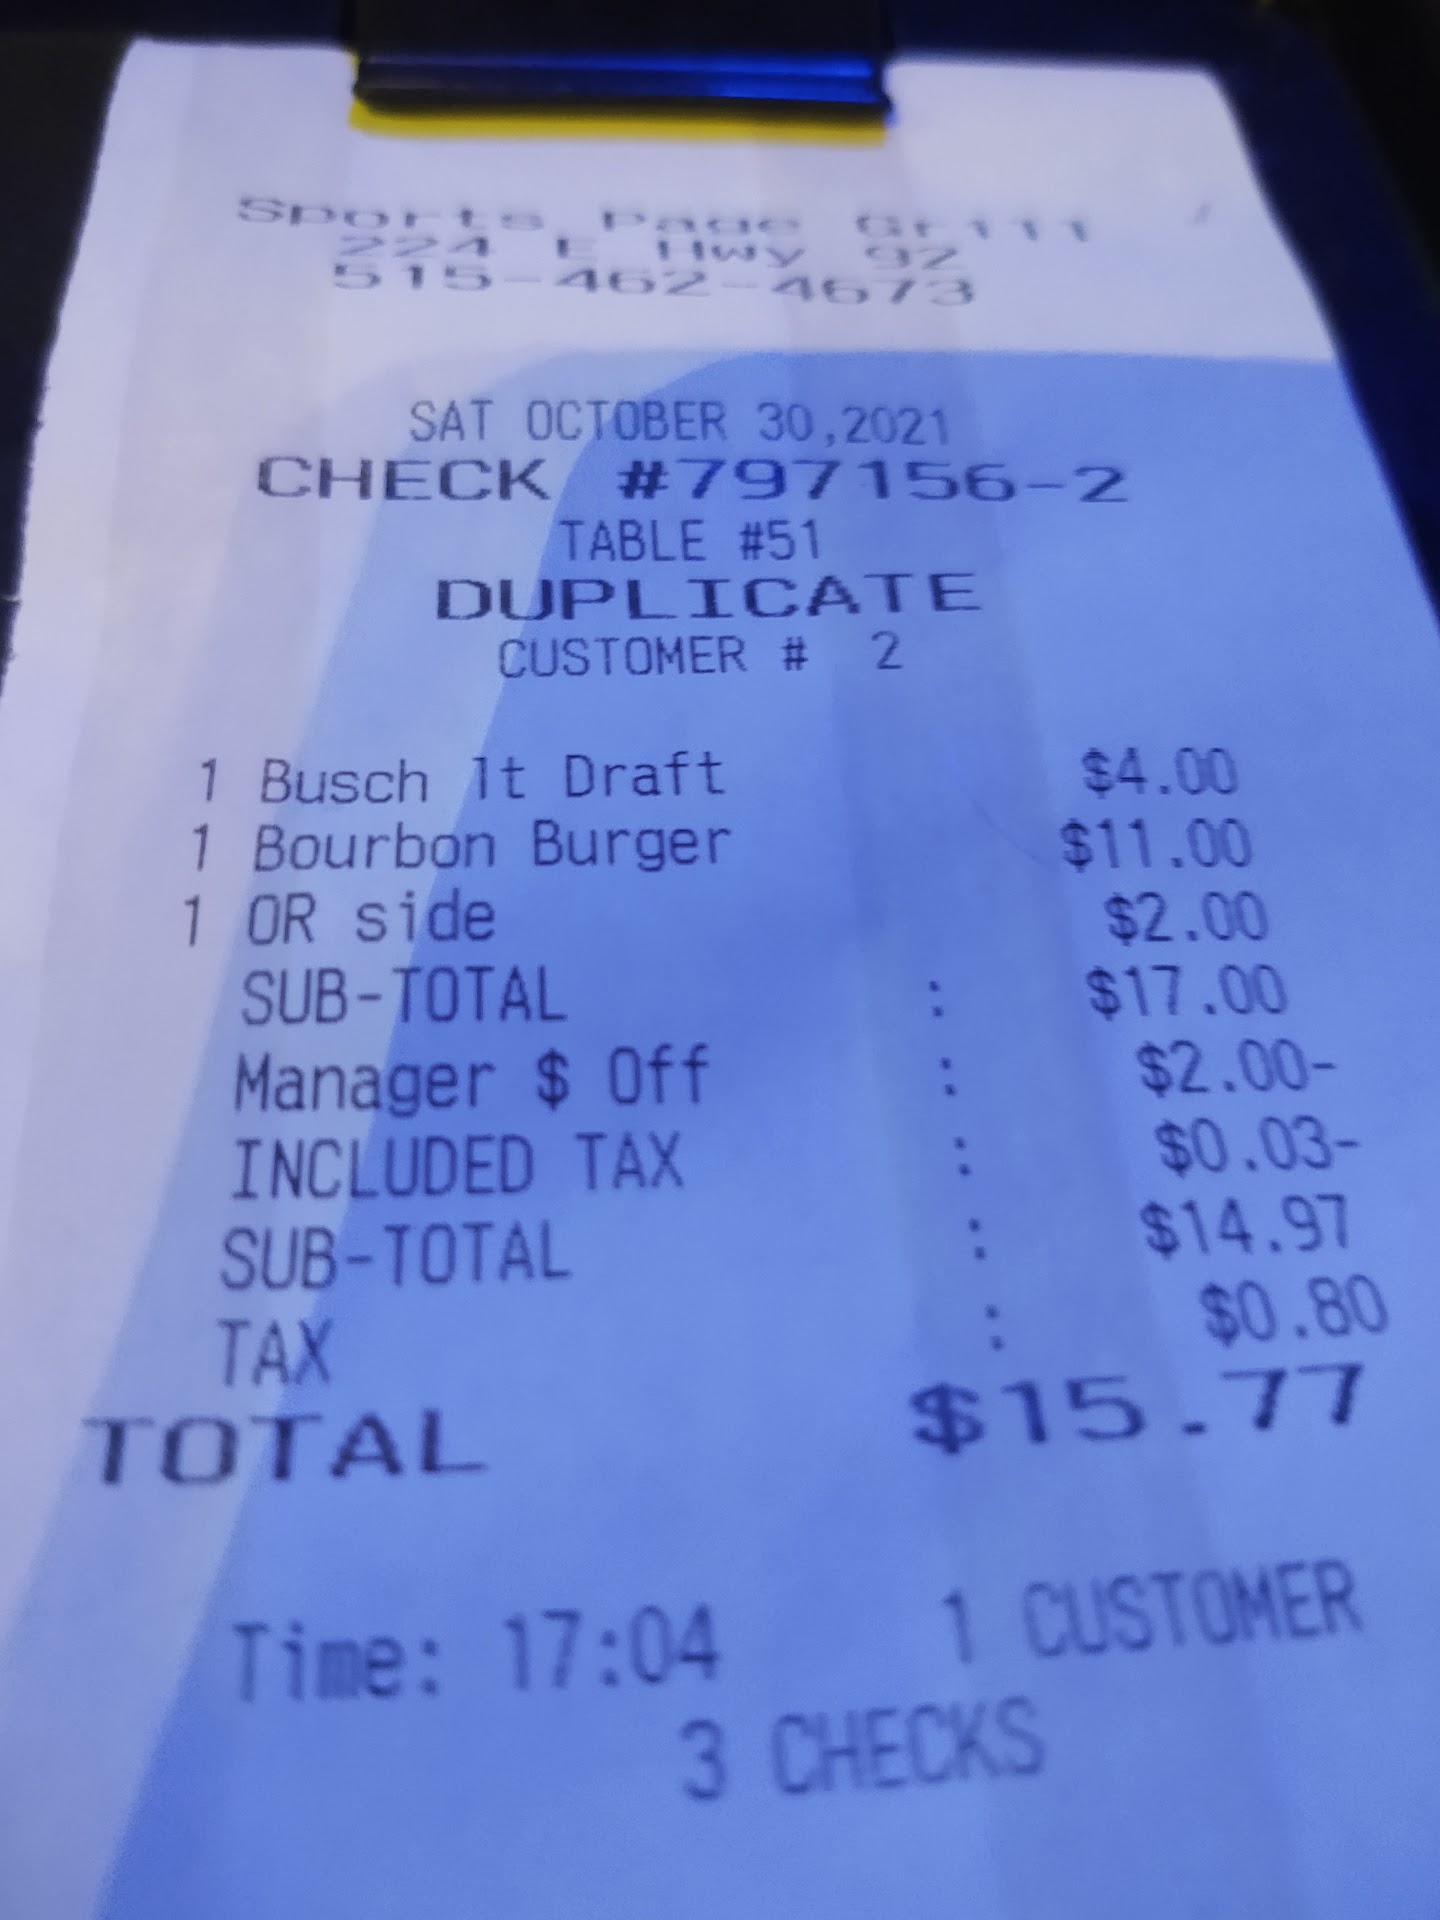 Sports Page Grill
224 E Hwy 92
515-462-4673
SAT OCTOBER 30,2021
CHECK #797156-2
TABLE #51
DUPLICATE
CUSTOMER # 2
1 Busch lt Draft $4.00
1 Bourbon Burger $11.00
1 OR side $2.00
SUB-TOTAL : $17.00
Manager $ Off : $2.00-
INCLUDED TAX : $0.03-
SUB-TOTAL : $14.97
TAX : $0.80
TOTAL $15.77
Time: 17:04 1 CUSTOMER
3 CHECKS